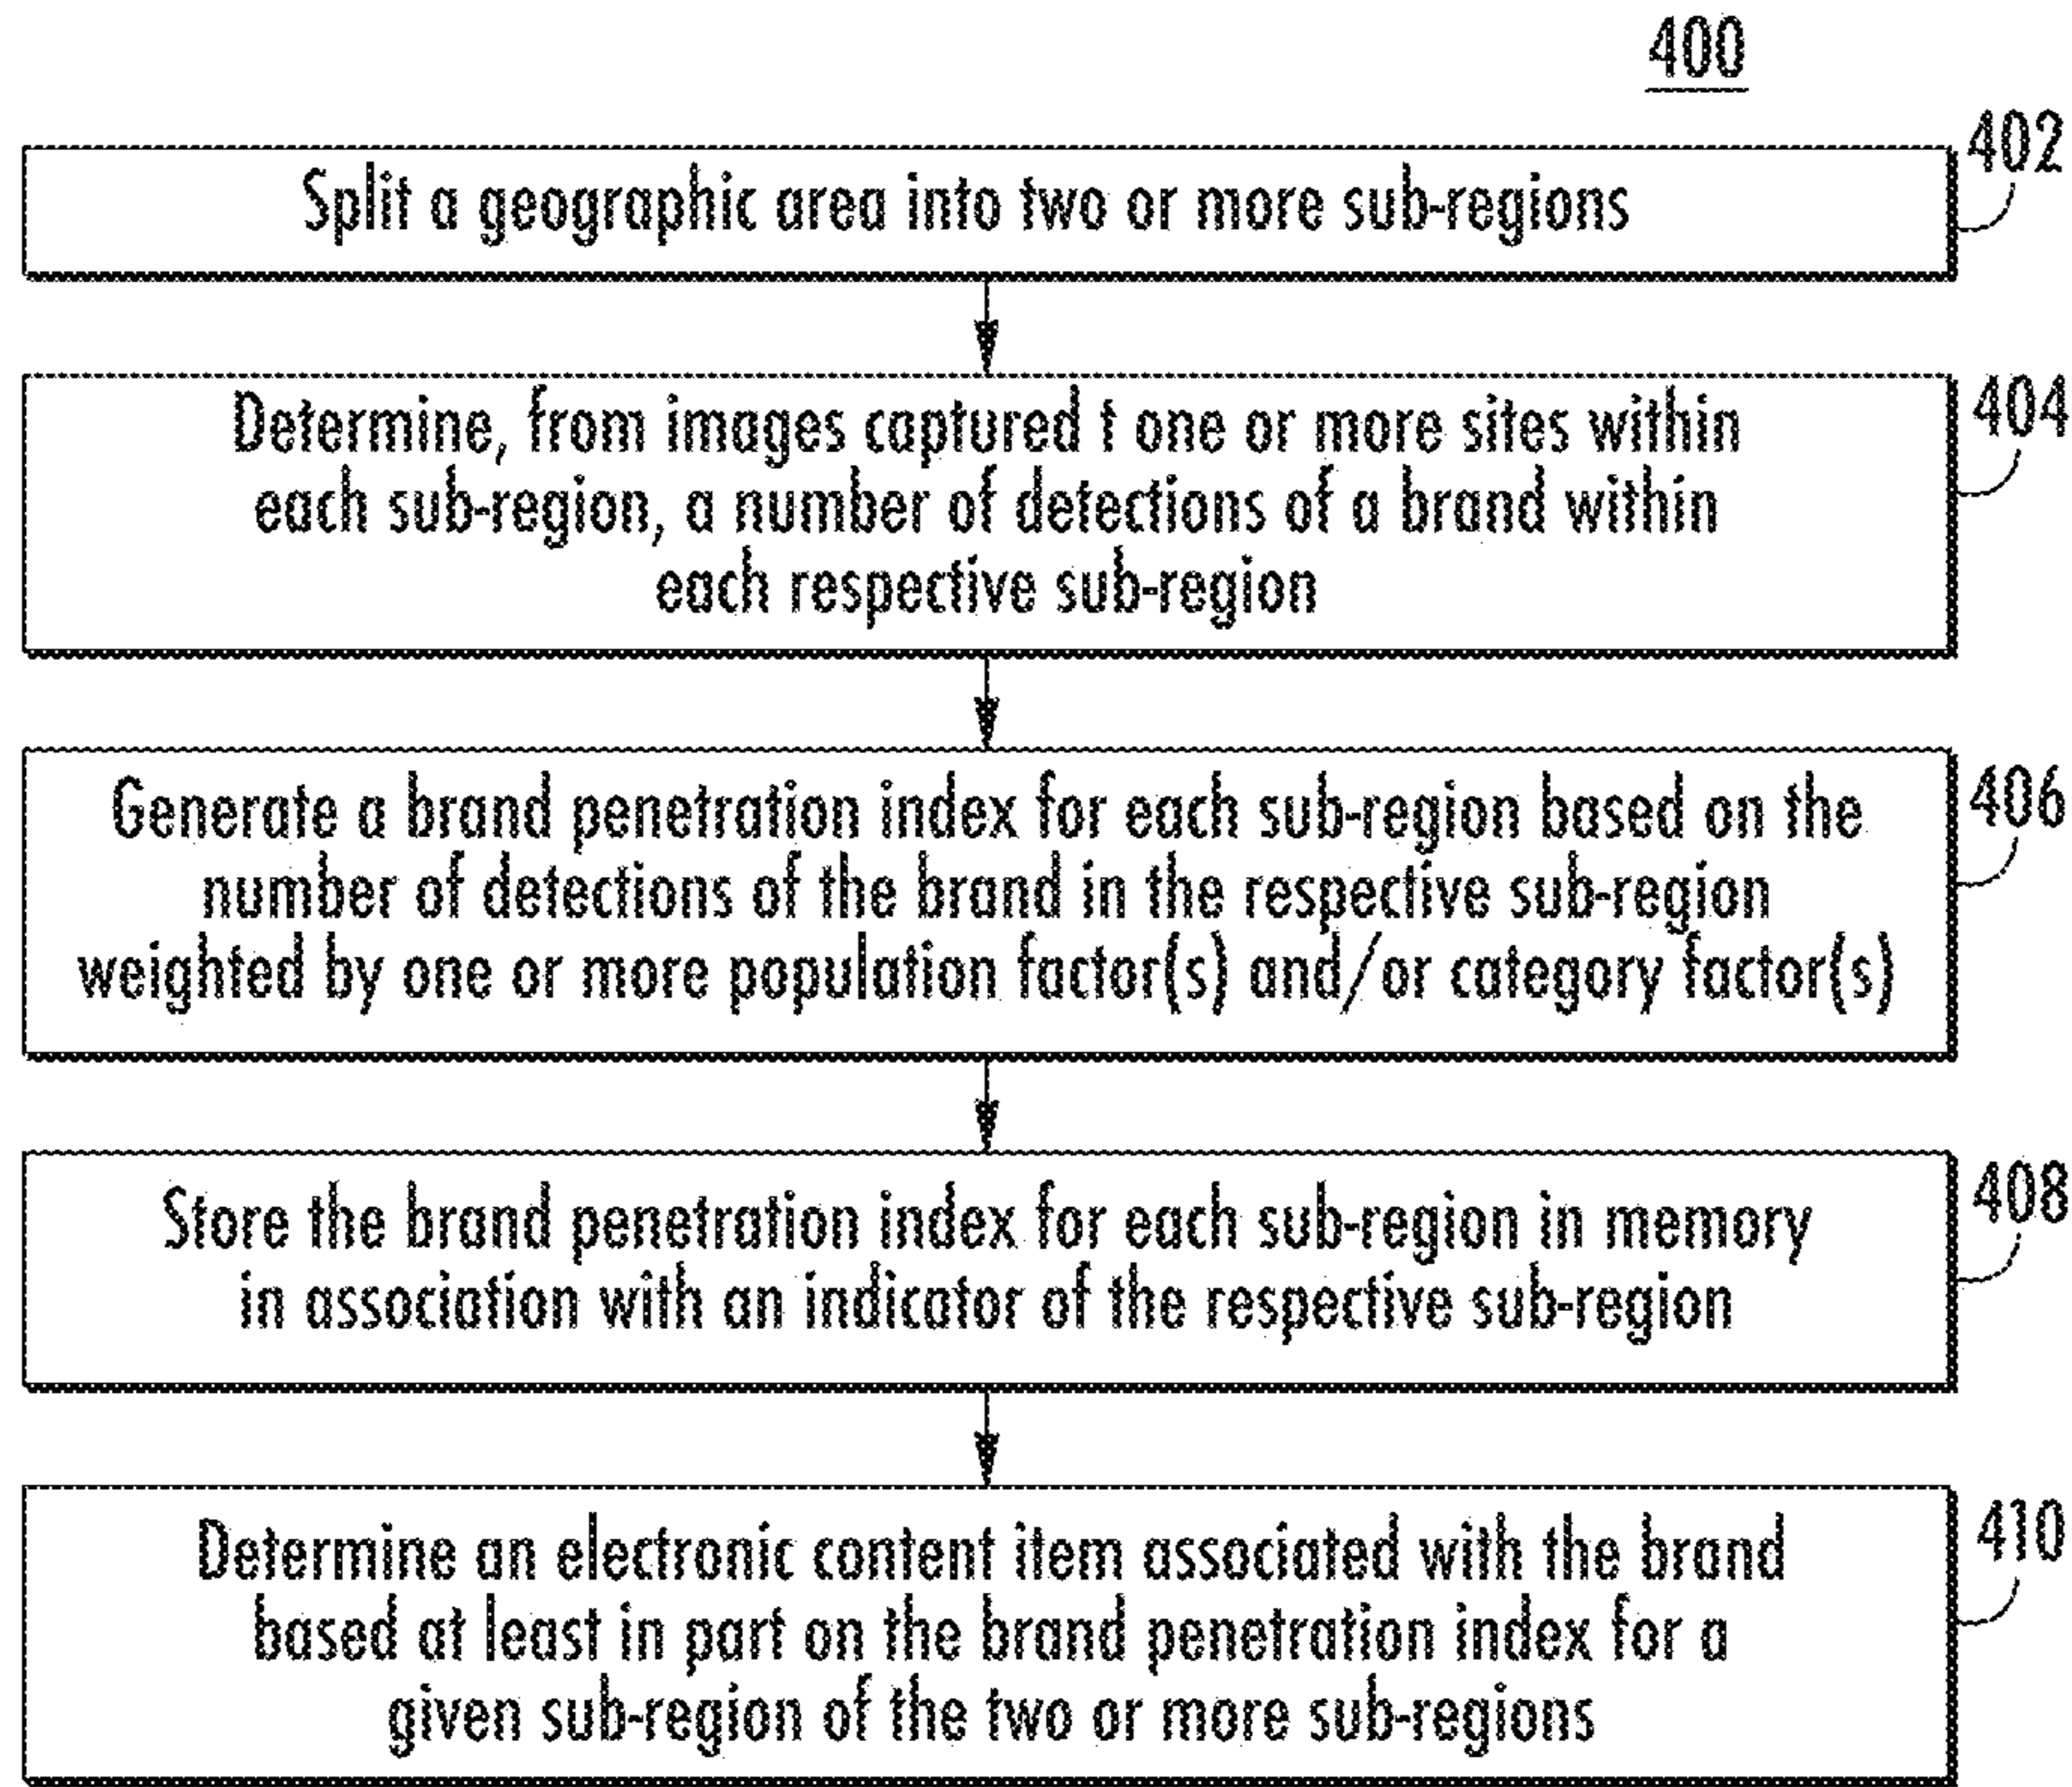 400
402
Split a geographic area into two or more sub-regions
404
Determine, from images captured t one or more sites within
each sub-region, a number of detections of a brand within
each respective sub-region
406
Generate a brand penetration index for each sub-region based on the
number of detections of the brand in the respective sub-region
weighted by one or more population factor(s) and/or category factor(s)
408
Store the brand penetration index for each sub-region in memory
in association with an indicator of the respective sub-region
410
Determine an electronic content item associated with the brand
based at least in part on the brand penetration index for a
given sub-region of the two or more sub-regions